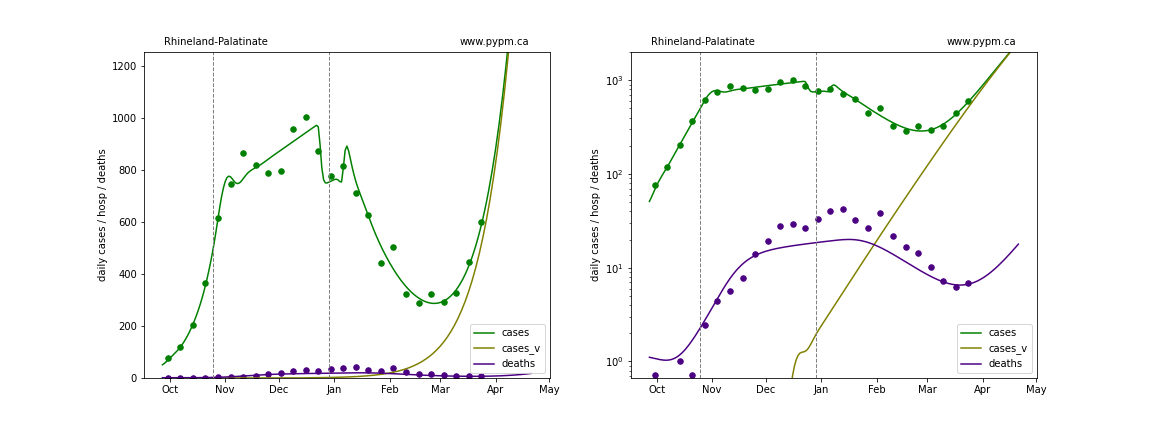 Rhineland-Palatinate www.pypm.ca
daily cases / hosp / deaths
1200
1000
800
600
400
200
0
Oct Nov Dec Jan Feb Mar Apr May
cases
cases_v
deaths
Rhineland-Palatinate www.pypm.ca
daily cases / hosp / deaths
10³
10²
10¹
10⁰
Oct Nov Dec Jan Feb Mar Apr May
cases
cases_v
deaths